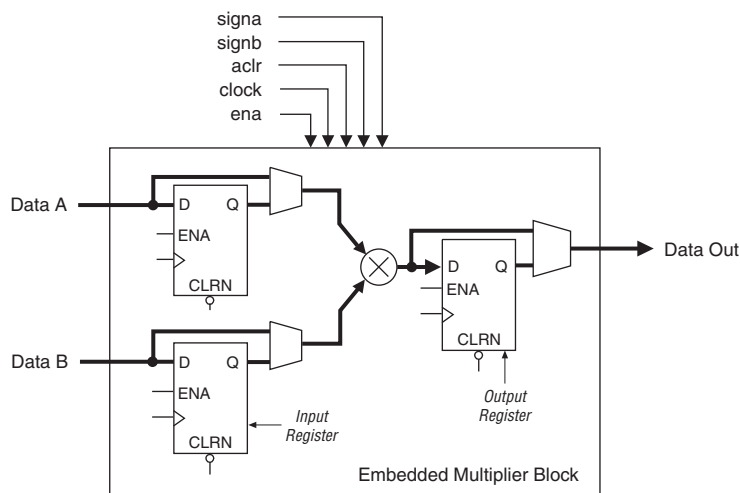 signa
signb
aclr
clock
ena
Data A
D Q
ENA
CLRN
D Q
ENA
CLRN
Data Out
Data B
D Q
ENA
CLRN
Input
Register
Output
Register
Embedded Multiplier Block